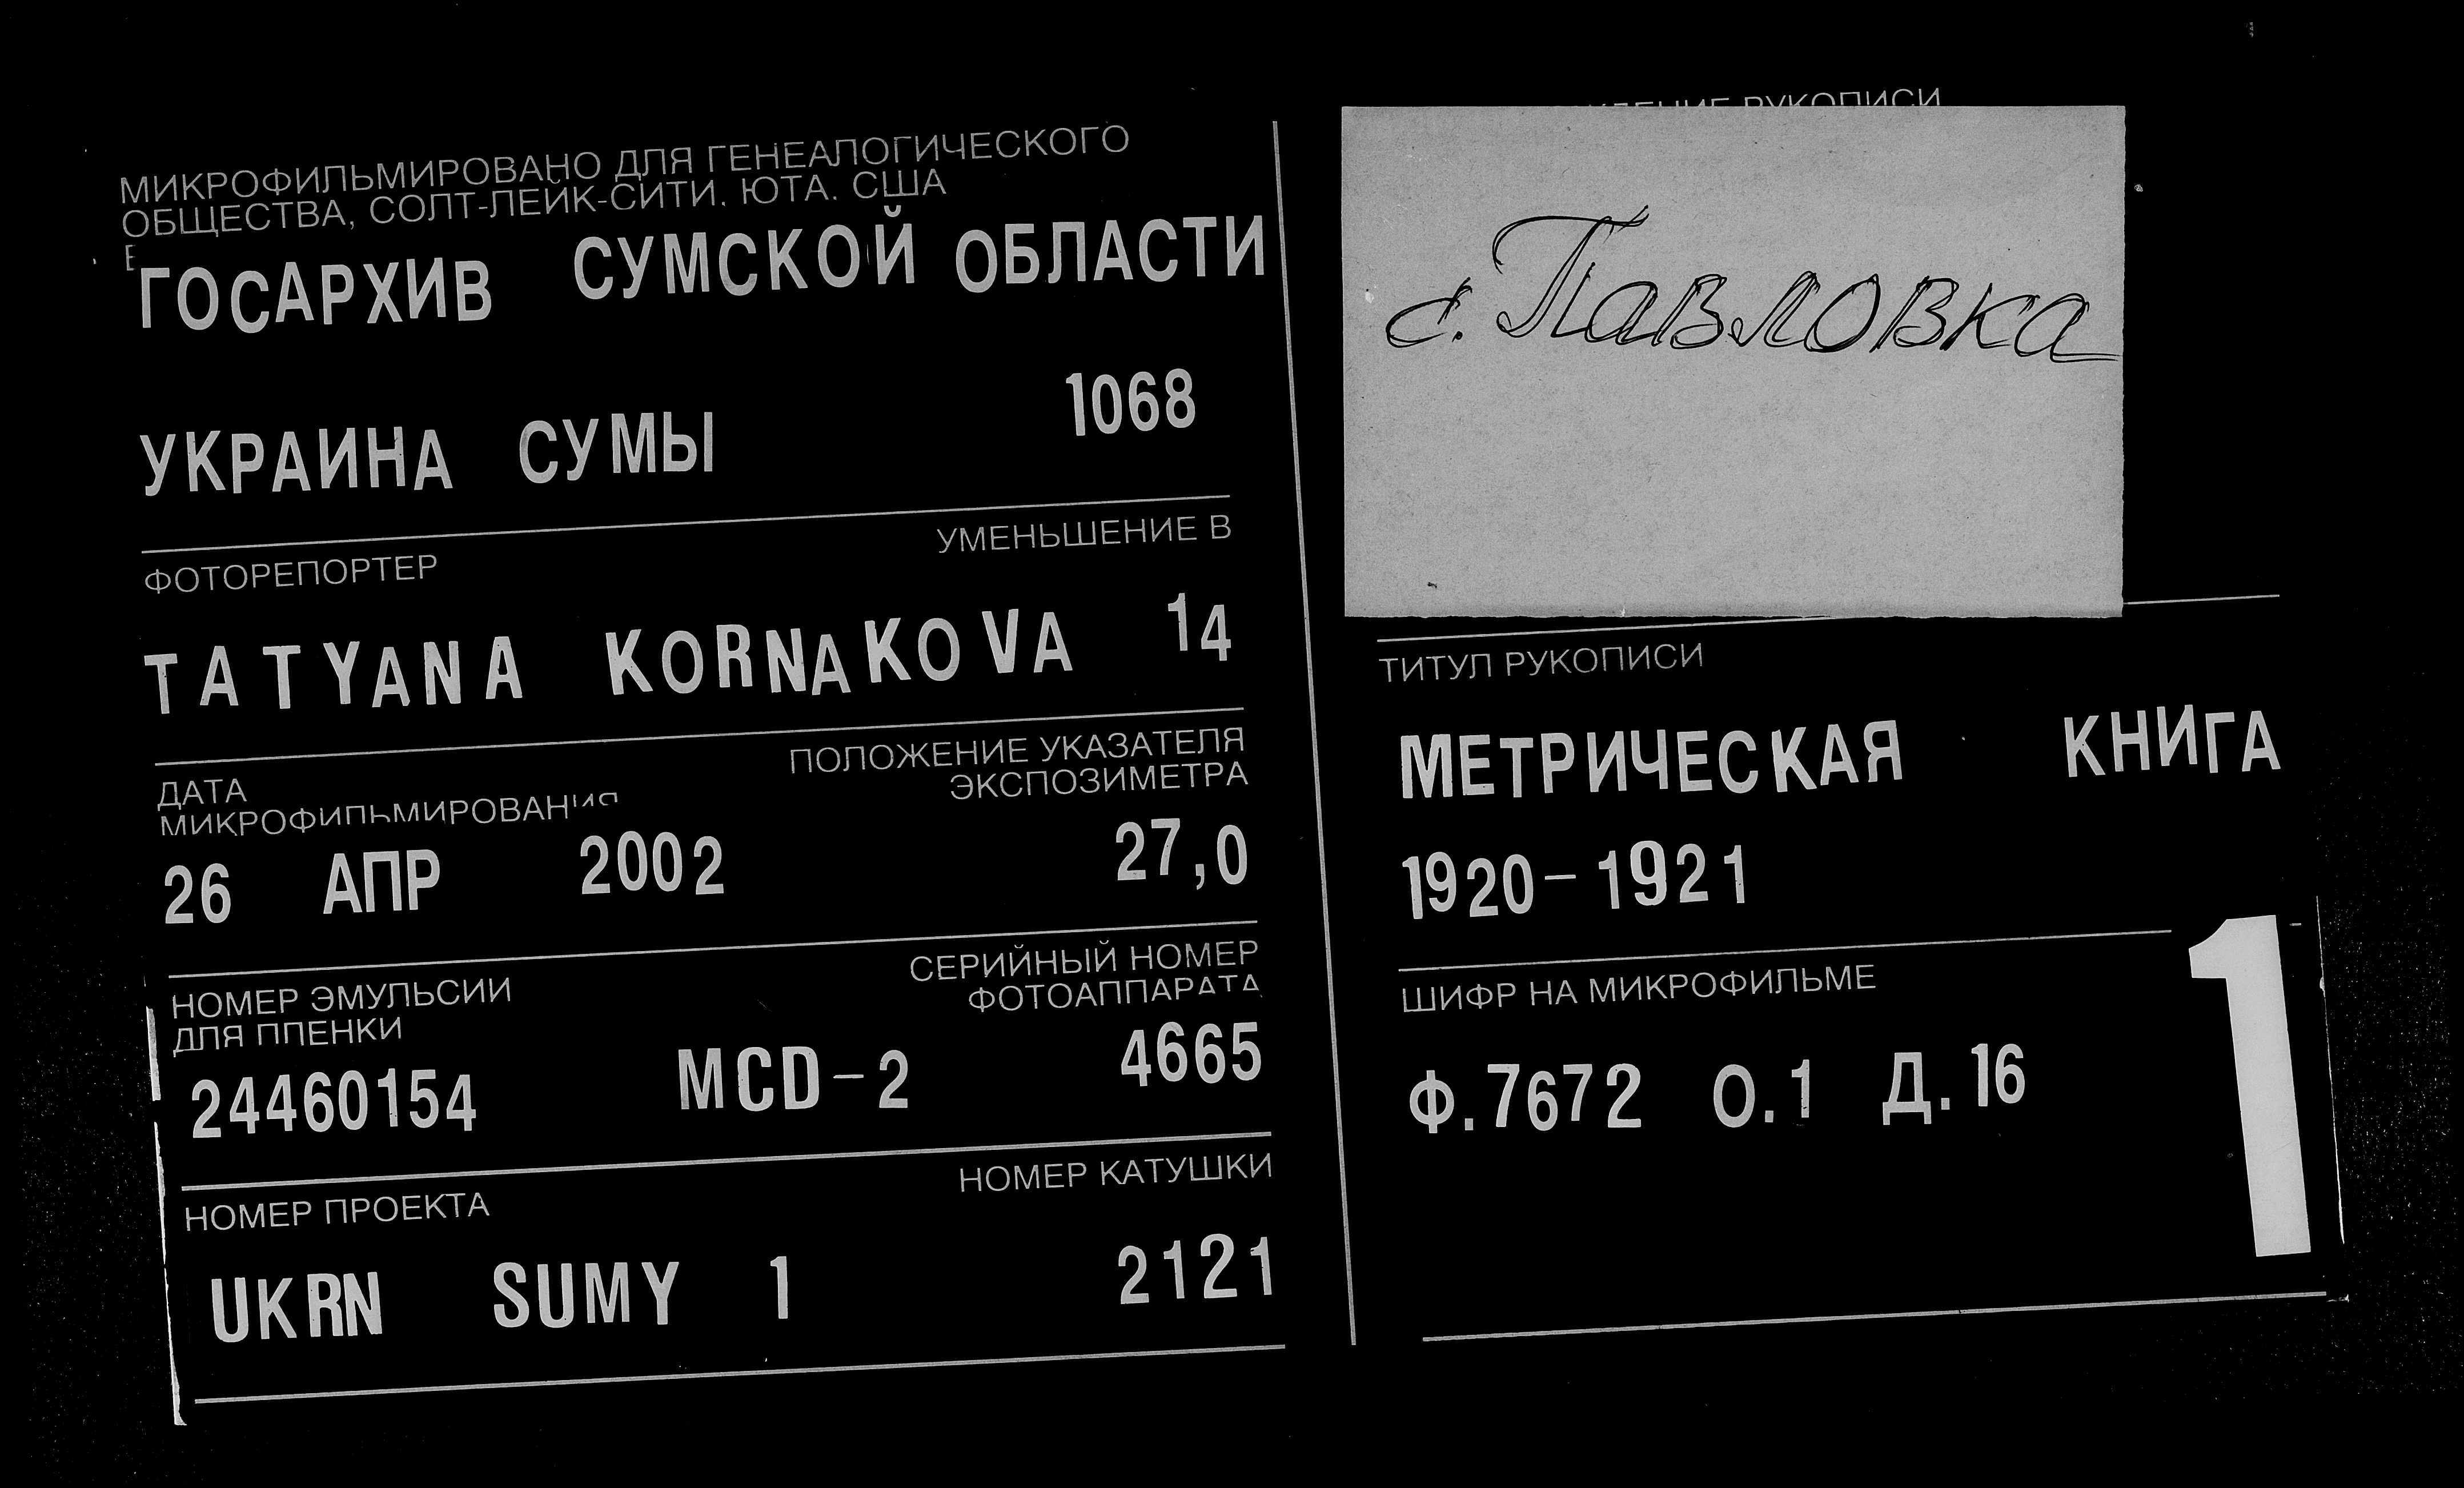 МИКРОФИЛЬМИРОВАНО ДЛЯ ГЕНЕАЛОГИЧЕСКОГО
ОБЩЕСТВА, СОЛТ-ЛЕЙК-СИТИ. ЮТА. США
ГОСАРХИВ СУМСКОЙ ОБЛАСТИ
УКРАИНА СУМЫ 1068
ФОТОРЕПОРТЕР УМЕНЬШЕНИЕ В
TATYANA KORNAKOVA 14
ДАТА
МИКРОФИЛЬМИРОВАНИЯ
ПОЛОЖЕНИЕ УКАЗАТЕЛЯ
ЭКСПОЗИМЕТРА
26 АПР 2002 27,0
НОМЕР ЭМУЛЬСИИ
ДЛЯ ПЛЕНКИ
СЕРИЙНЫЙ НОМЕР
ФОТОАППАРАТА
24460154 MCD-2 4665
НОМЕР ПРОЕКТА НОМЕР КАТУШКИ
UKRN SUMY 1 2121
РУКОПИСИ
с. Павловка
ТИТУЛ РУКОПИСИ
МЕТРИЧЕСКАЯ КНИГА
1920-1921
ШИФР НА МИКРОФИЛЬМЕ
Ф.7672 О.1 Д.16
1